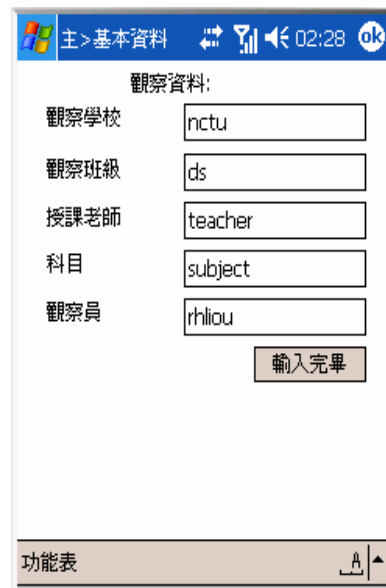 主>基本資料 02:28 ok
觀察資料:
觀察學校 nctu
觀察班級 ds
授課老師 teacher
科目 subject
觀察員 rhliou
輸入完畢
功能表 A